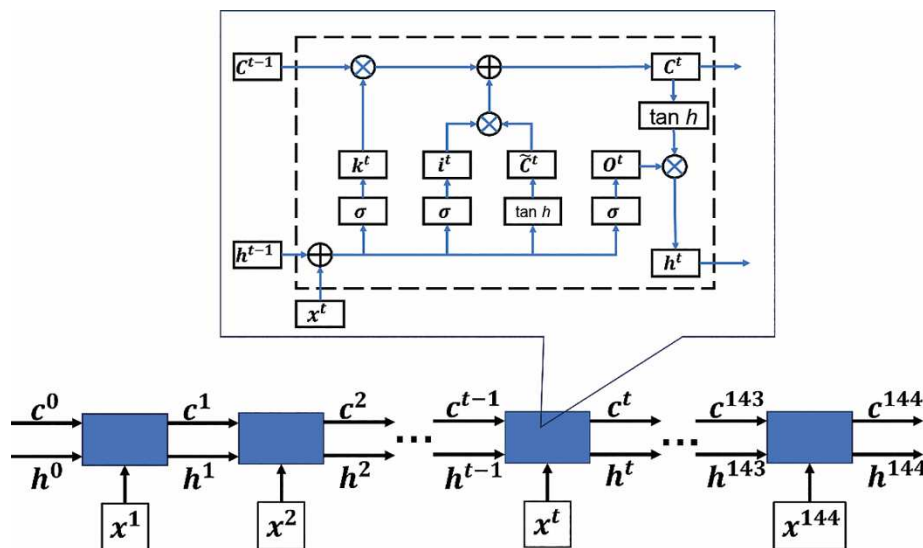 C^{t-1} C^t
tan h
k^t i^t C̃^t O^t
σ σ tan h σ
h^{t-1} h^t
x^t
c^0 c^1 c^2 c^{t-1} c^t c^{143} c^{144}
... ...
h^0 h^1 h^2 h^{t-1} h^t h^{143} h^{144}
x^1 x^2 x^t x^{144}